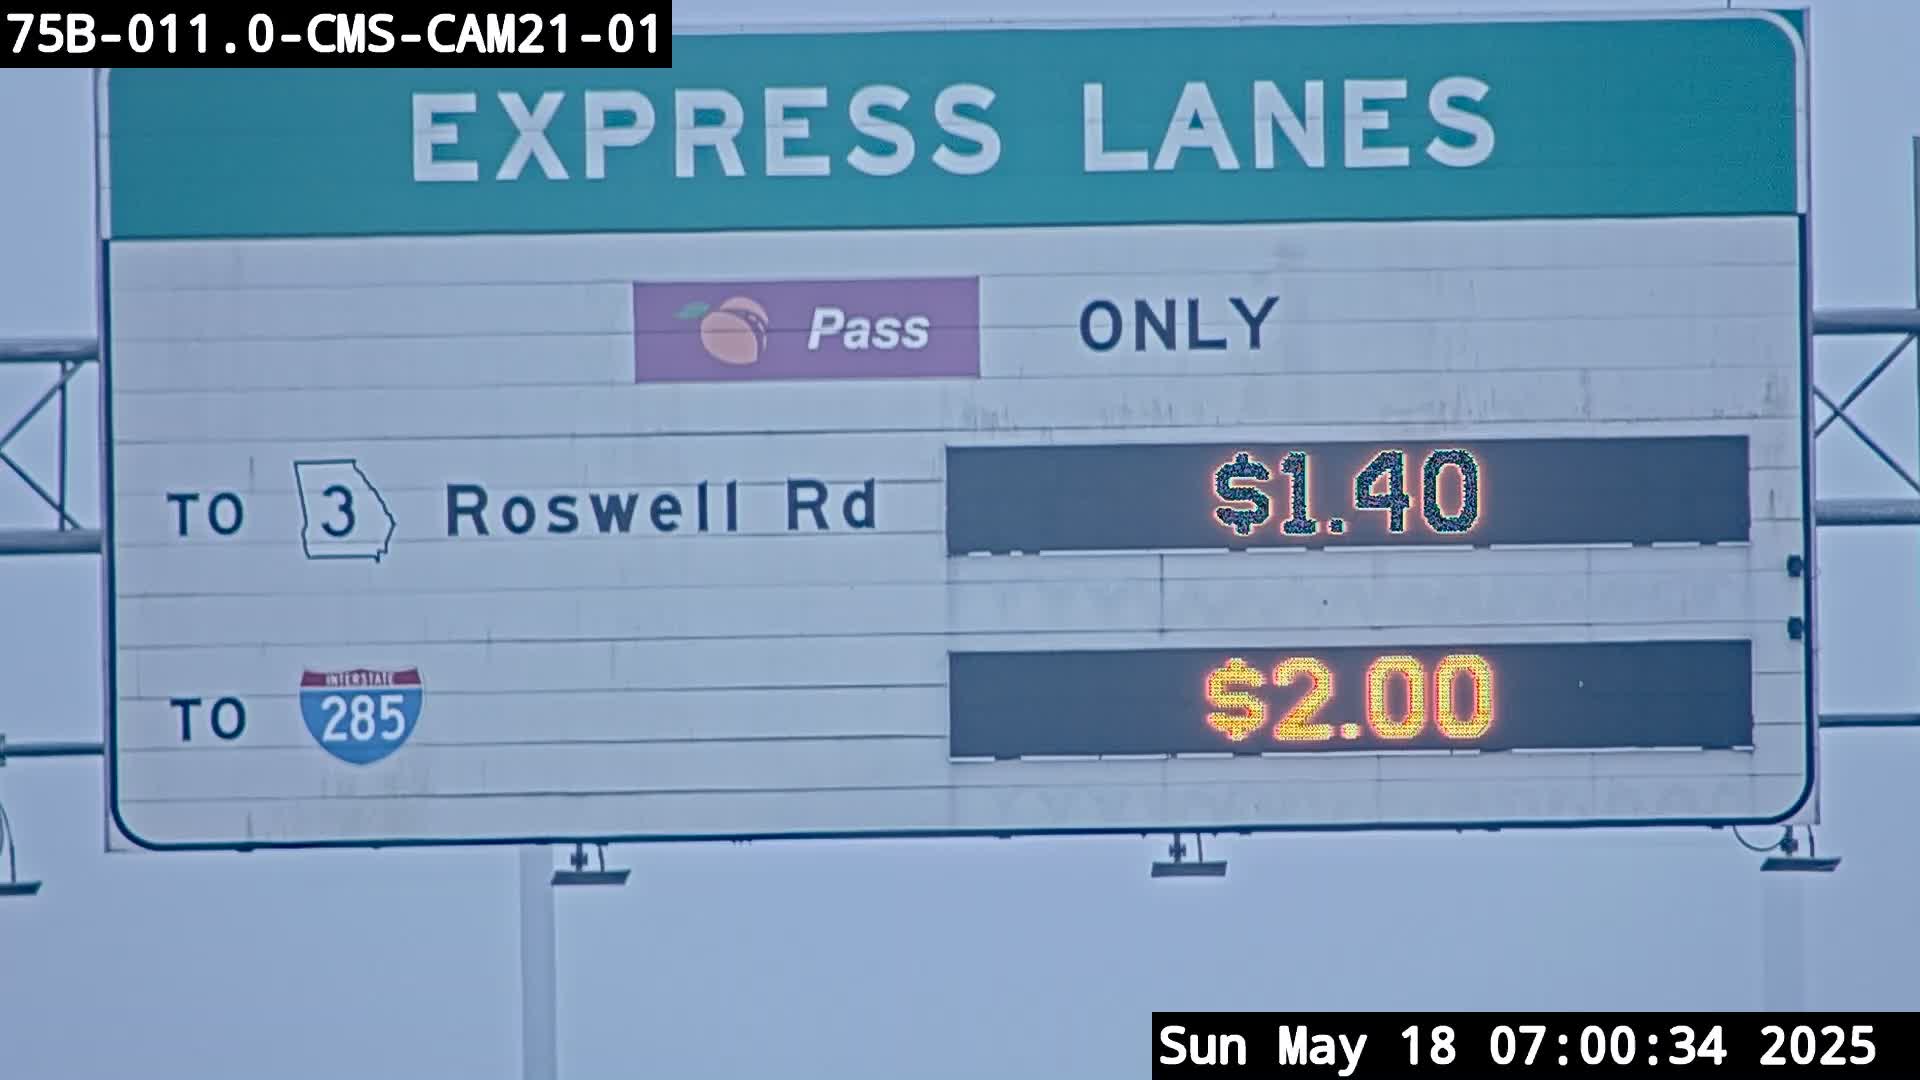 75B-011.0-CMS-CAM21-01
EXPRESS LANES
Pass ONLY
TO 3 Roswell Rd $1.40
TO INTERSTATE 285 $2.00
Sun May 18 07:00:34 2025